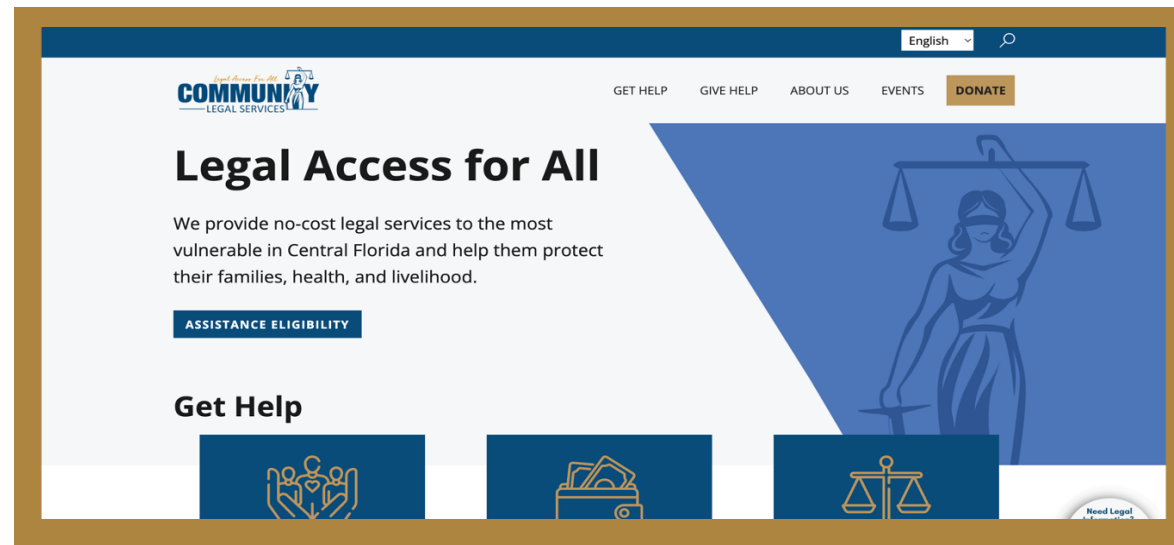 English
Legal Access For All
COMMUNITY
LEGAL SERVICES
GET HELP
GIVE HELP
ABOUT US
EVENTS
DONATE
Legal Access for All
We provide no-cost legal services to the most
vulnerable in Central Florida and help them protect
their families, health, and livelihood.
ASSISTANCE ELIGIBILITY
Get Help
Need Legal